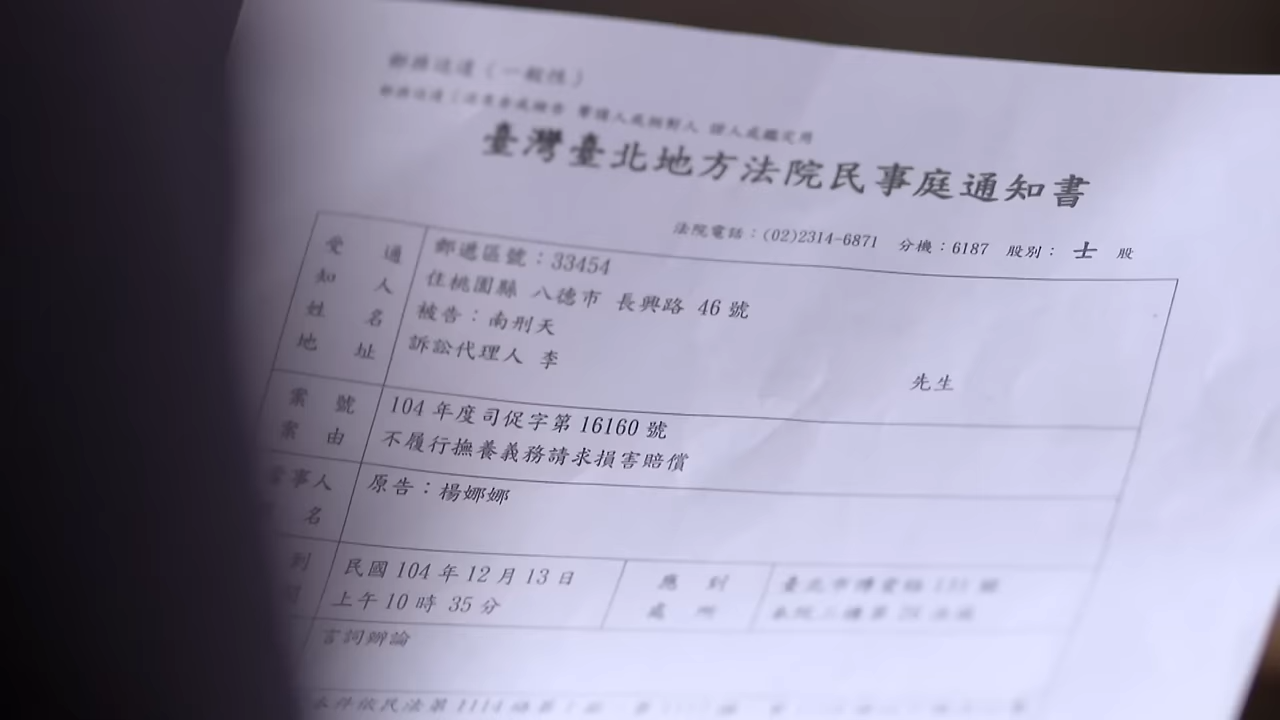 郵務送達（一般性）
臺灣臺北地方法院民事庭通知書
法院電話：(02)2314-6871 分機：6187 股別： 士 股
受 通
知 人
姓 名
地 址
郵遞區號：33454
住桃園縣 八德市 長興路 46 號
被告：南刑天
訴訟代理人 李
先生
案 號
案 由
104 年度司促字第 16160 號
不履行撫養義務請求損害賠償
事人
名
原告：楊娜娜
到
民國 104 年 12 月 13 日
上午 10 時 35 分
應 到
處 所
言詞辯論